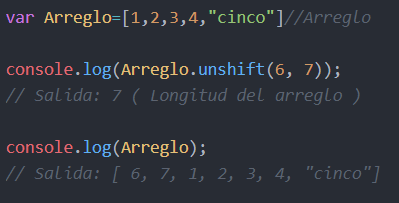 var Arreglo=[1,2,3,4,"cinco"]//Arreglo
console.log(Arreglo.unshift(6, 7));
// Salida: 7 ( Longitud del arreglo )
console.log(Arreglo);
// Salida: [ 6, 7, 1, 2, 3, 4, "cinco"]